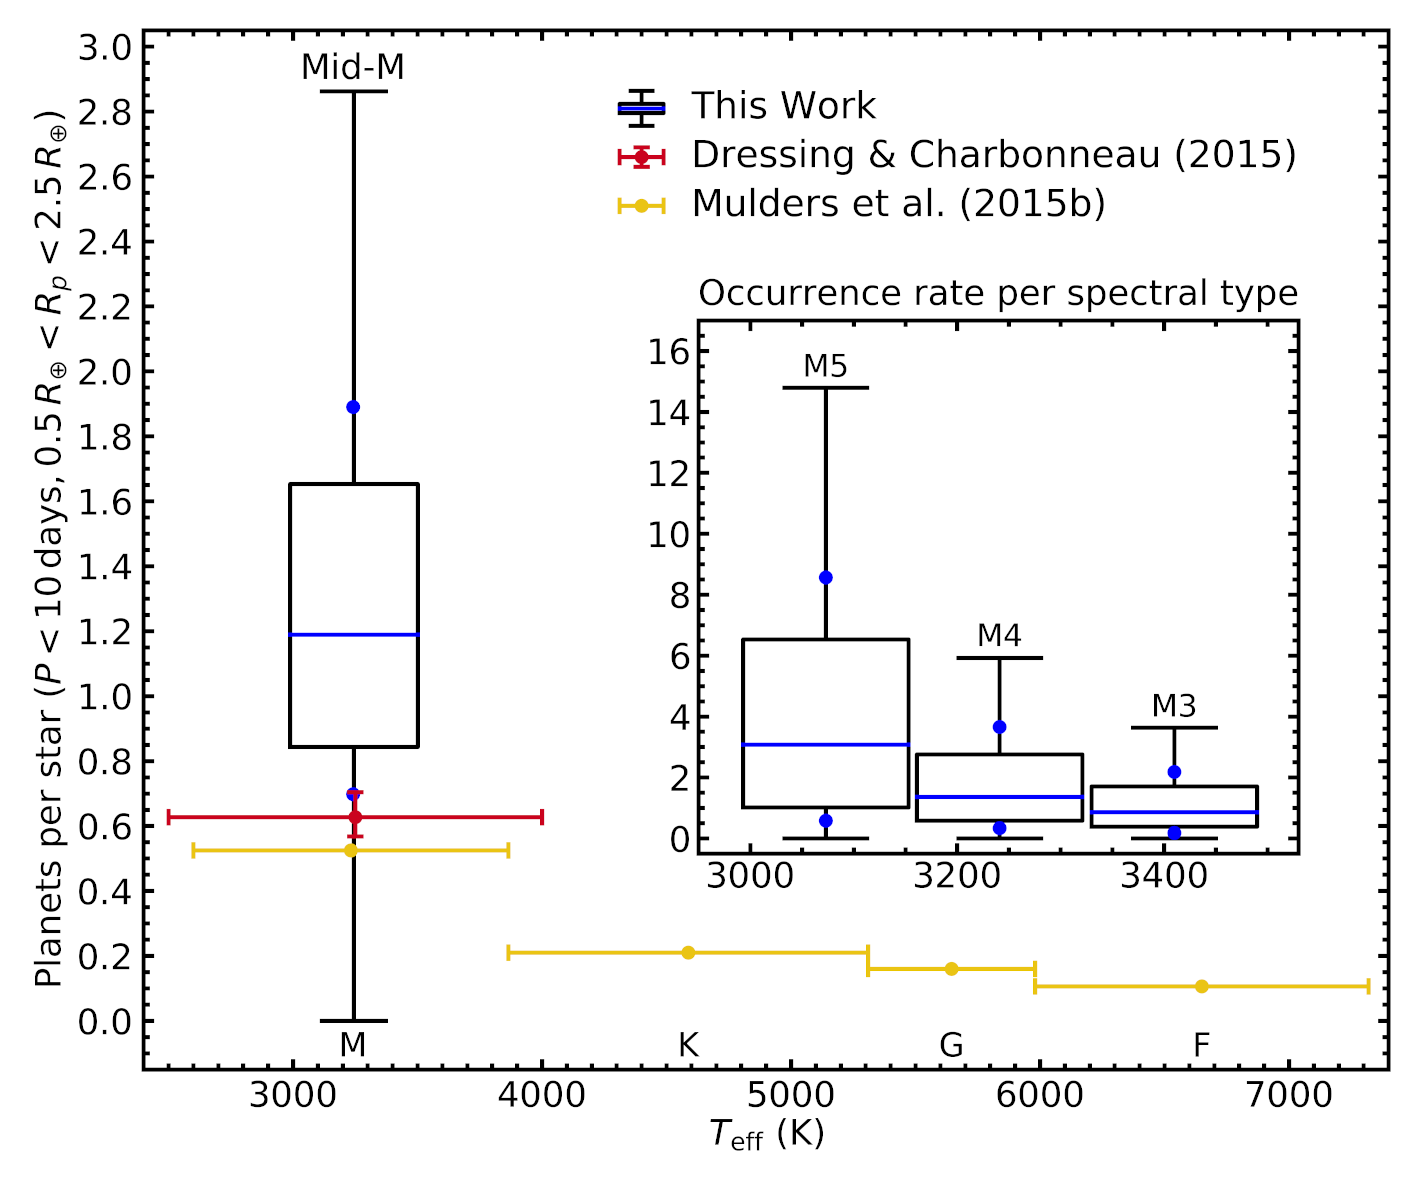 Planets per star (P < 10 days, 0.5 R⊕ < Rp < 2.5 R⊕)
3.0
2.8
2.6
2.4
2.2
2.0
1.8
1.6
1.4
1.2
1.0
0.8
0.6
0.4
0.2
0.0
Mid-M
This Work
Dressing & Charbonneau (2015)
Mulders et al. (2015b)
Occurrence rate per spectral type
16
14
12
10
8
6
4
2
0
M5
M4
M3
3000 3200 3400
M K G F
3000 4000 5000 6000 7000
Teff (K)